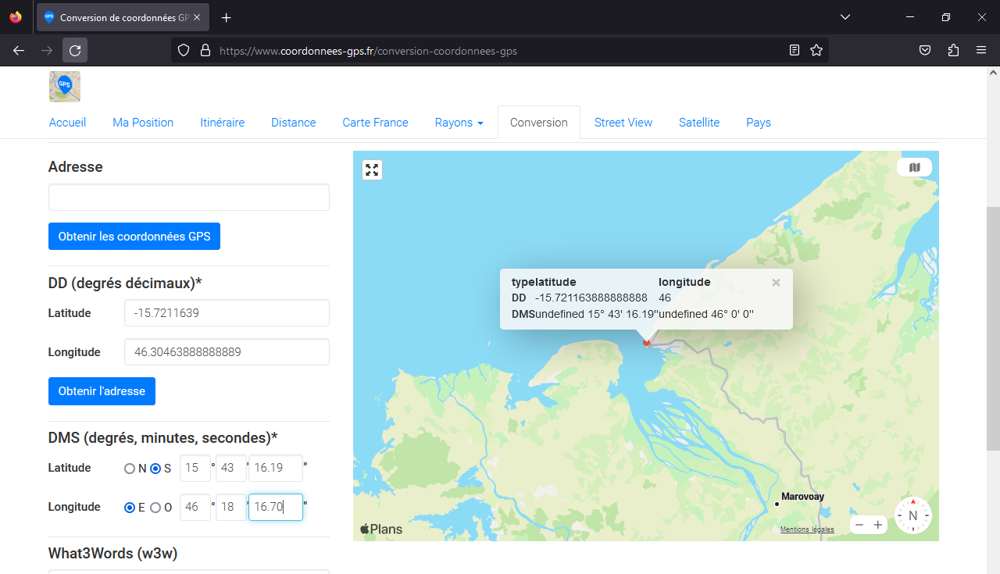 Conversion de coordonnées GP
https://www.coordonnees-gps.fr/conversion-coordonnees-gps
GPS
Accueil Ma Position Itinéraire Distance Carte France Rayons Conversion Street View Satellite Pays
Adresse
Obtenir les coordonnées GPS
DD (degrés décimaux)*
Latitude -15.7211639
Longitude 46.30463888888889
Obtenir l'adresse
DMS (degrés, minutes, secondes)*
Latitude N S 15 ° 43 ' 16.19 "
Longitude E O 46 ° 18 ' 16.70 "
What3Words (w3w)
typelatitude longitude ×
DD -15.721163888888888 46
DMSundefined 15° 43' 16.19''undefined 46° 0' 0''
Marovoay
Plans
Mentions légales
− +
N